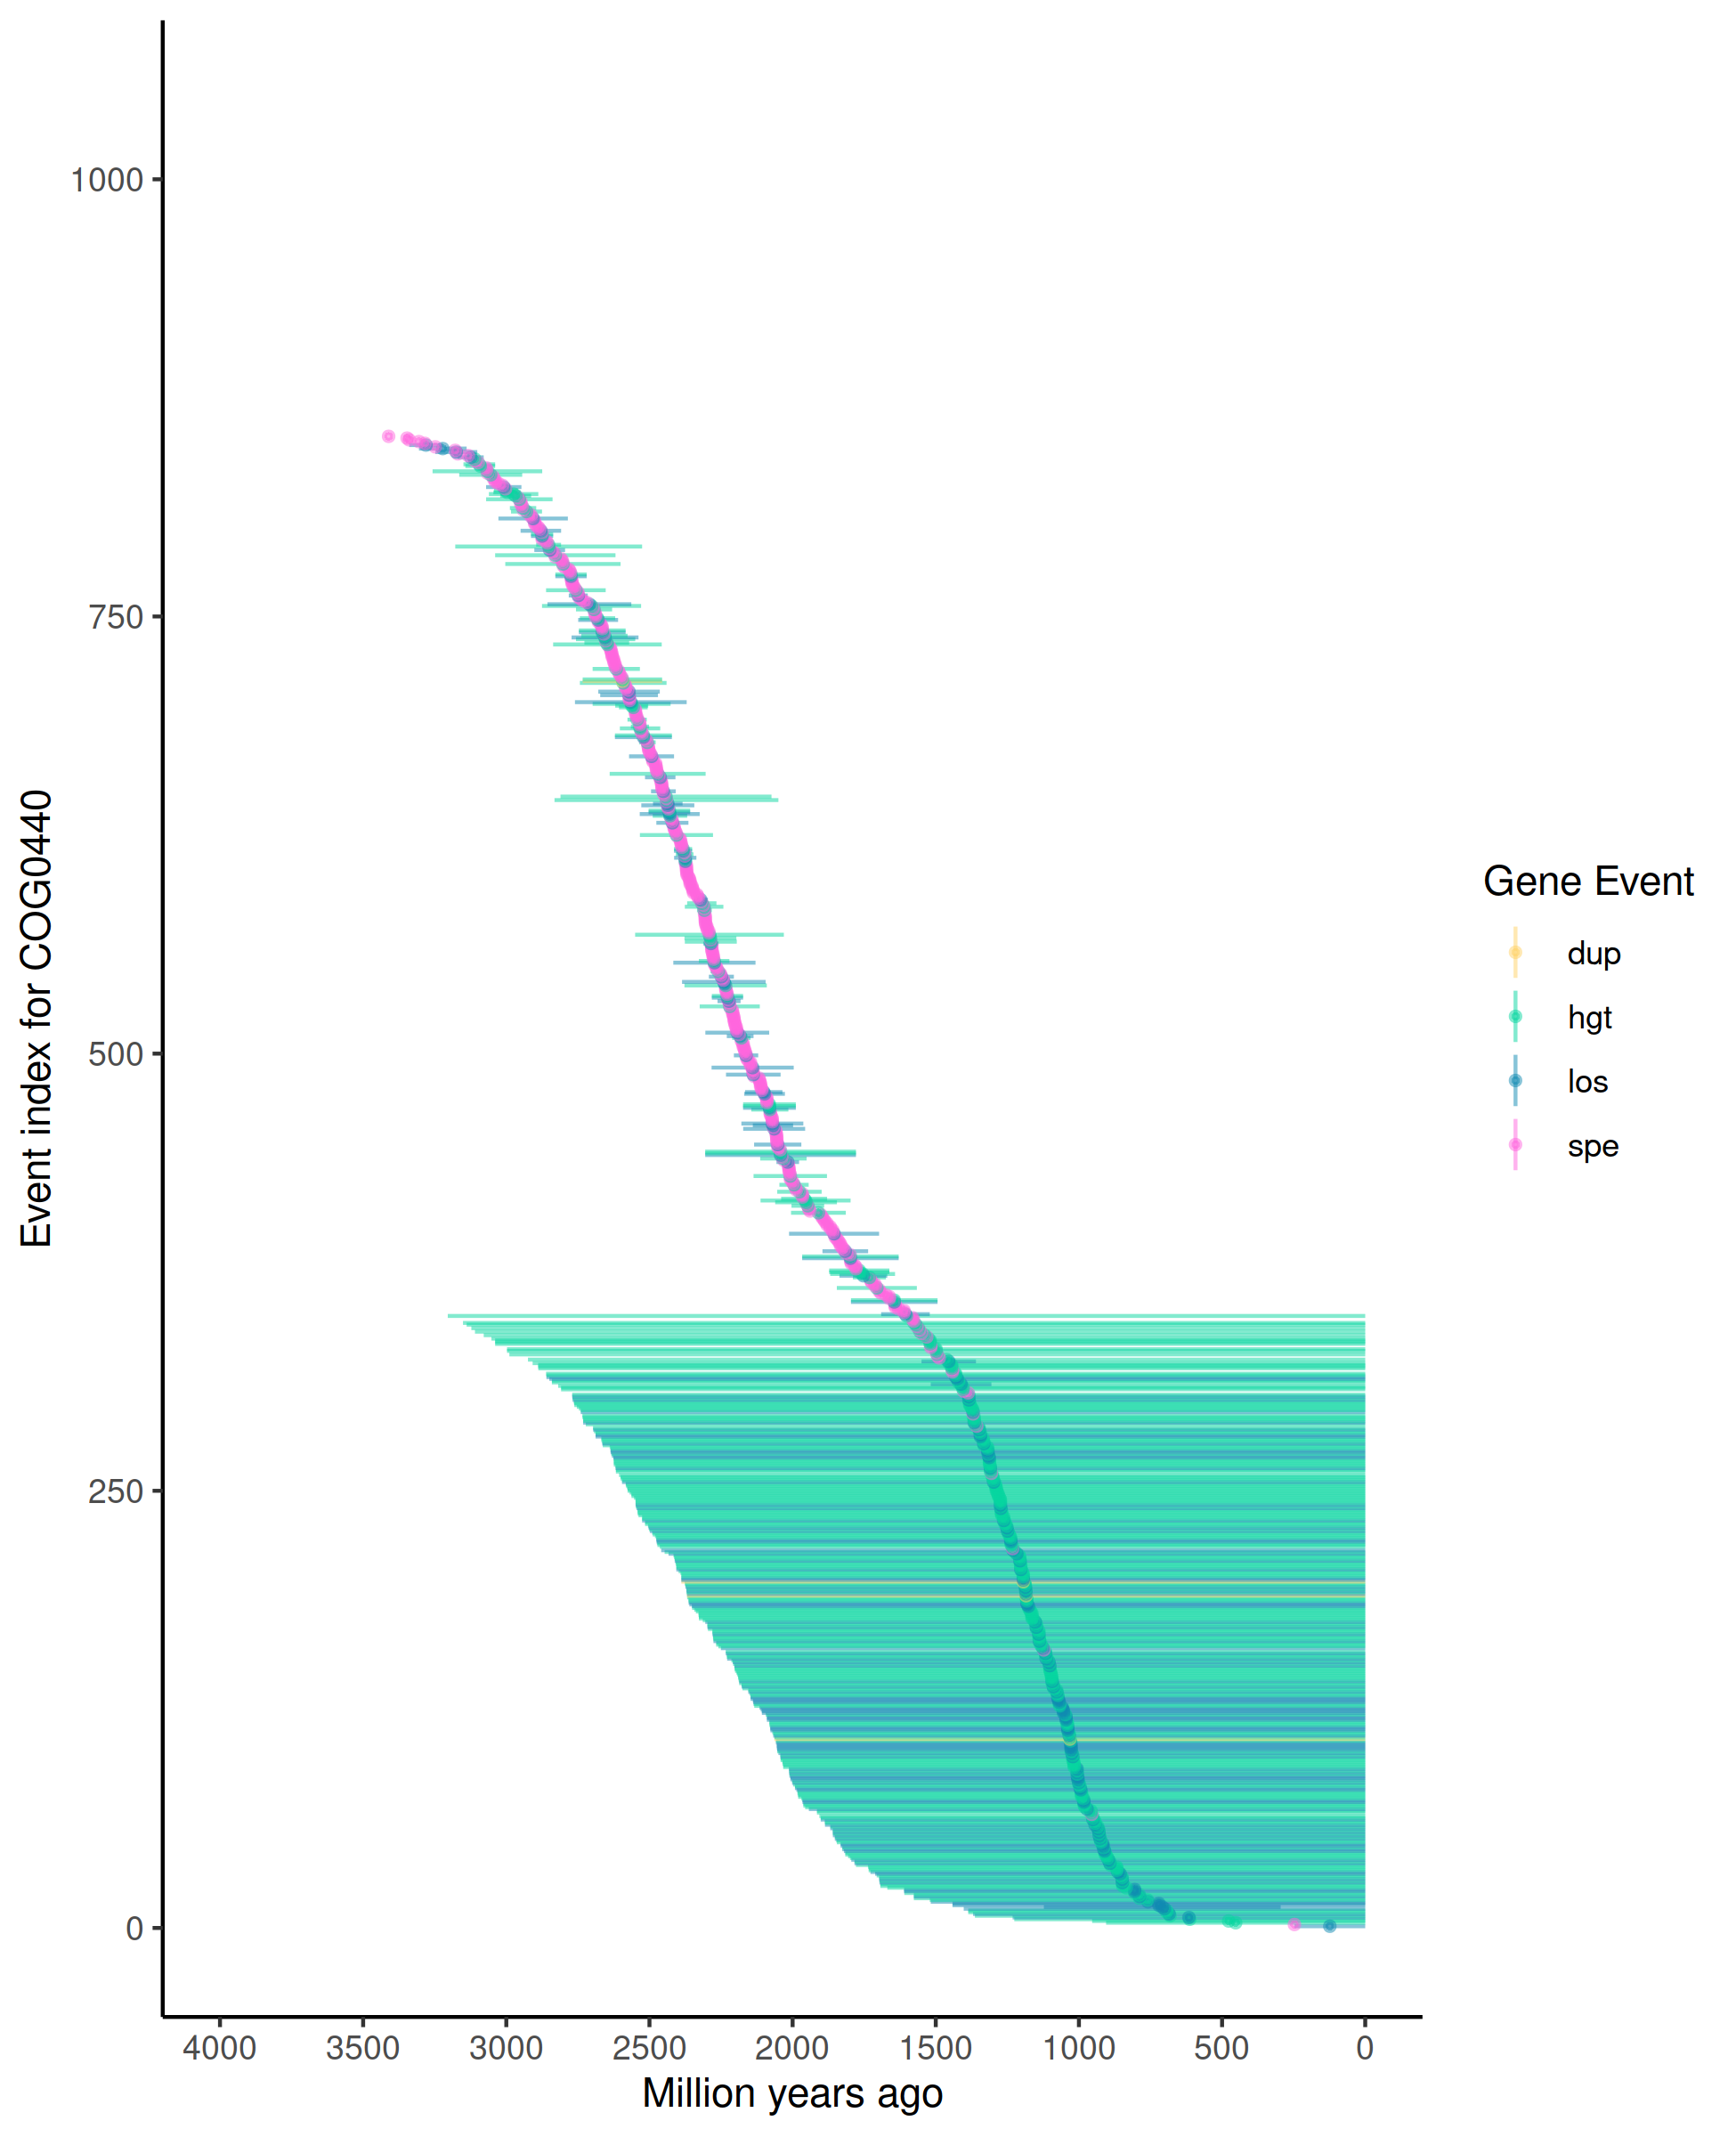 Event index for COG0440
1000
750
500
250
0
4000 3500 3000 2500 2000 1500 1000 500 0
Million years ago
Gene Event
dup
hgt
los
spe